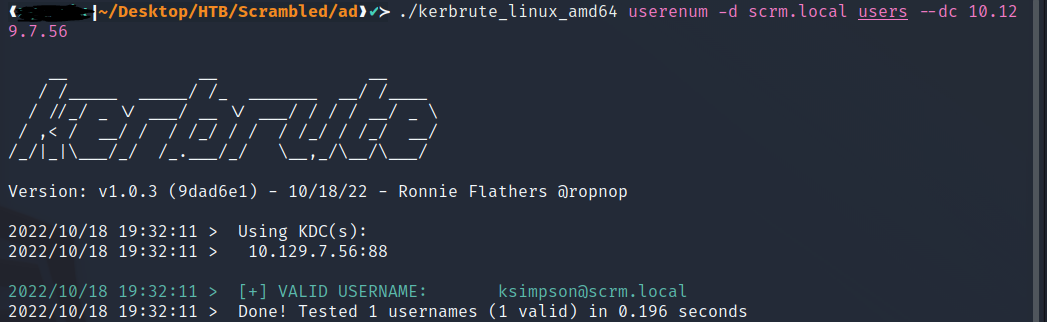 ~/Desktop/HTB/Scrambled/ad ✔ > ./kerbrute_linux_amd64 userenum -d scrm.local users --dc 10.12
9.7.56
kerbrute
Version: v1.0.3 (9dad6e1) - 10/18/22 - Ronnie Flathers @ropnop
2022/10/18 19:32:11 >  Using KDC(s):
2022/10/18 19:32:11 >   10.129.7.56:88
2022/10/18 19:32:11 >  [+] VALID USERNAME:       ksimpson@scrm.local
2022/10/18 19:32:11 >  Done! Tested 1 usernames (1 valid) in 0.196 seconds